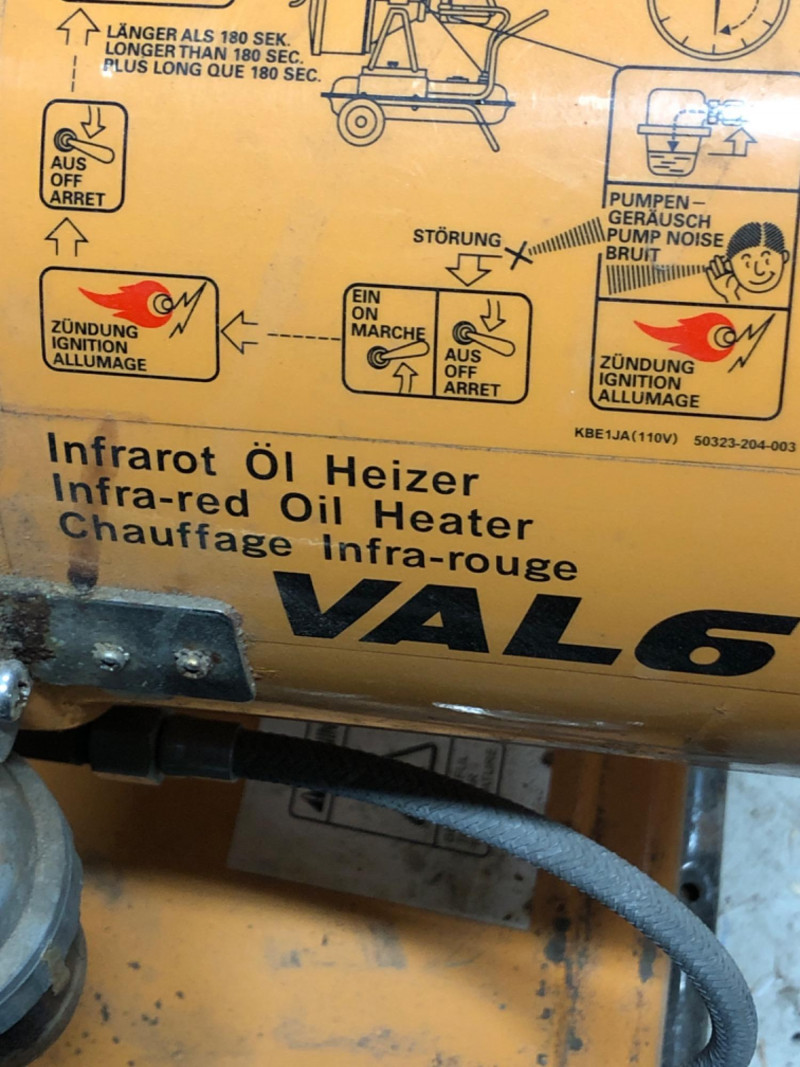 LÄNGER ALS 180 SEK.
LONGER THAN 180 SEC.
PLUS LONG QUE 180 SEC.
AUS
OFF
ARRET
PUMPEN-
GERÄUSCH
PUMP NOISE
BRUIT
STÖRUNG
EIN
ON
MARCHE
AUS
OFF
ARRET
ZÜNDUNG
IGNITION
ALLUMAGE
ZÜNDUNG
IGNITION
ALLUMAGE
KBE1JA(110V) 50323-204-003
Infrarot Öl Heizer
Infra-red Oil Heater
Chauffage Infra-rouge
VAL6